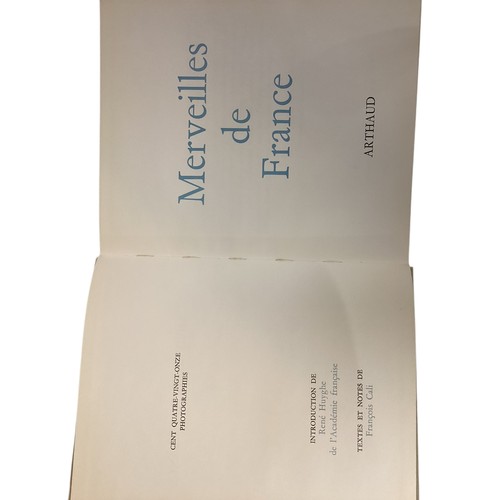 CENT QUATRE-VINGT-ONZE
PHOTOGRAPHIES
INTRODUCTION DE
René Huyghe
de l'Académie française
TEXTES ET NOTES DE
François Cali
Merveilles
de
France
ARTHAUD